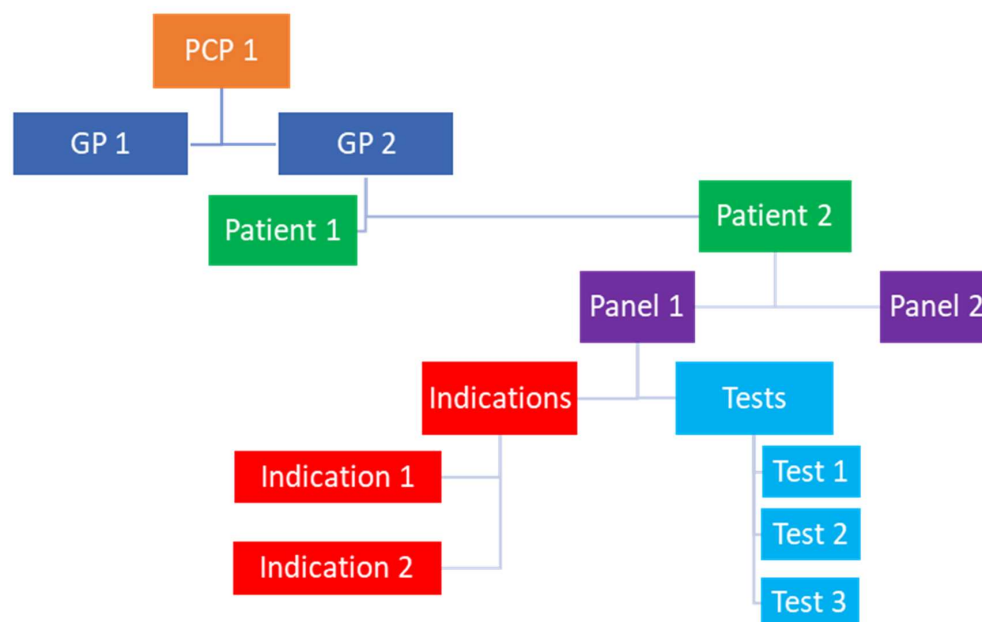 PCP 1
GP 1
GP 2
Patient 1
Patient 2
Panel 1
Panel 2
Indications
Tests
Indication 1
Test 1
Test 2
Indication 2
Test 3